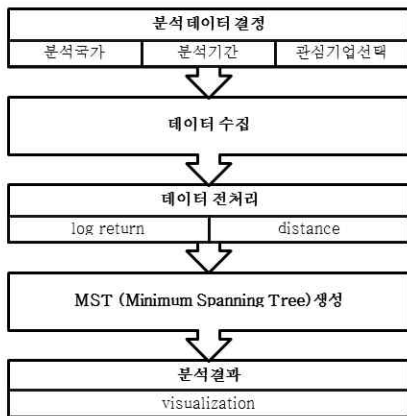 분석데이터결정
분석국가 분석기간 관심기업선택
데이터 수집
데이터 전처리
log return distance
MST (Minimum Spanning Tree)생성
분석결과
visualization